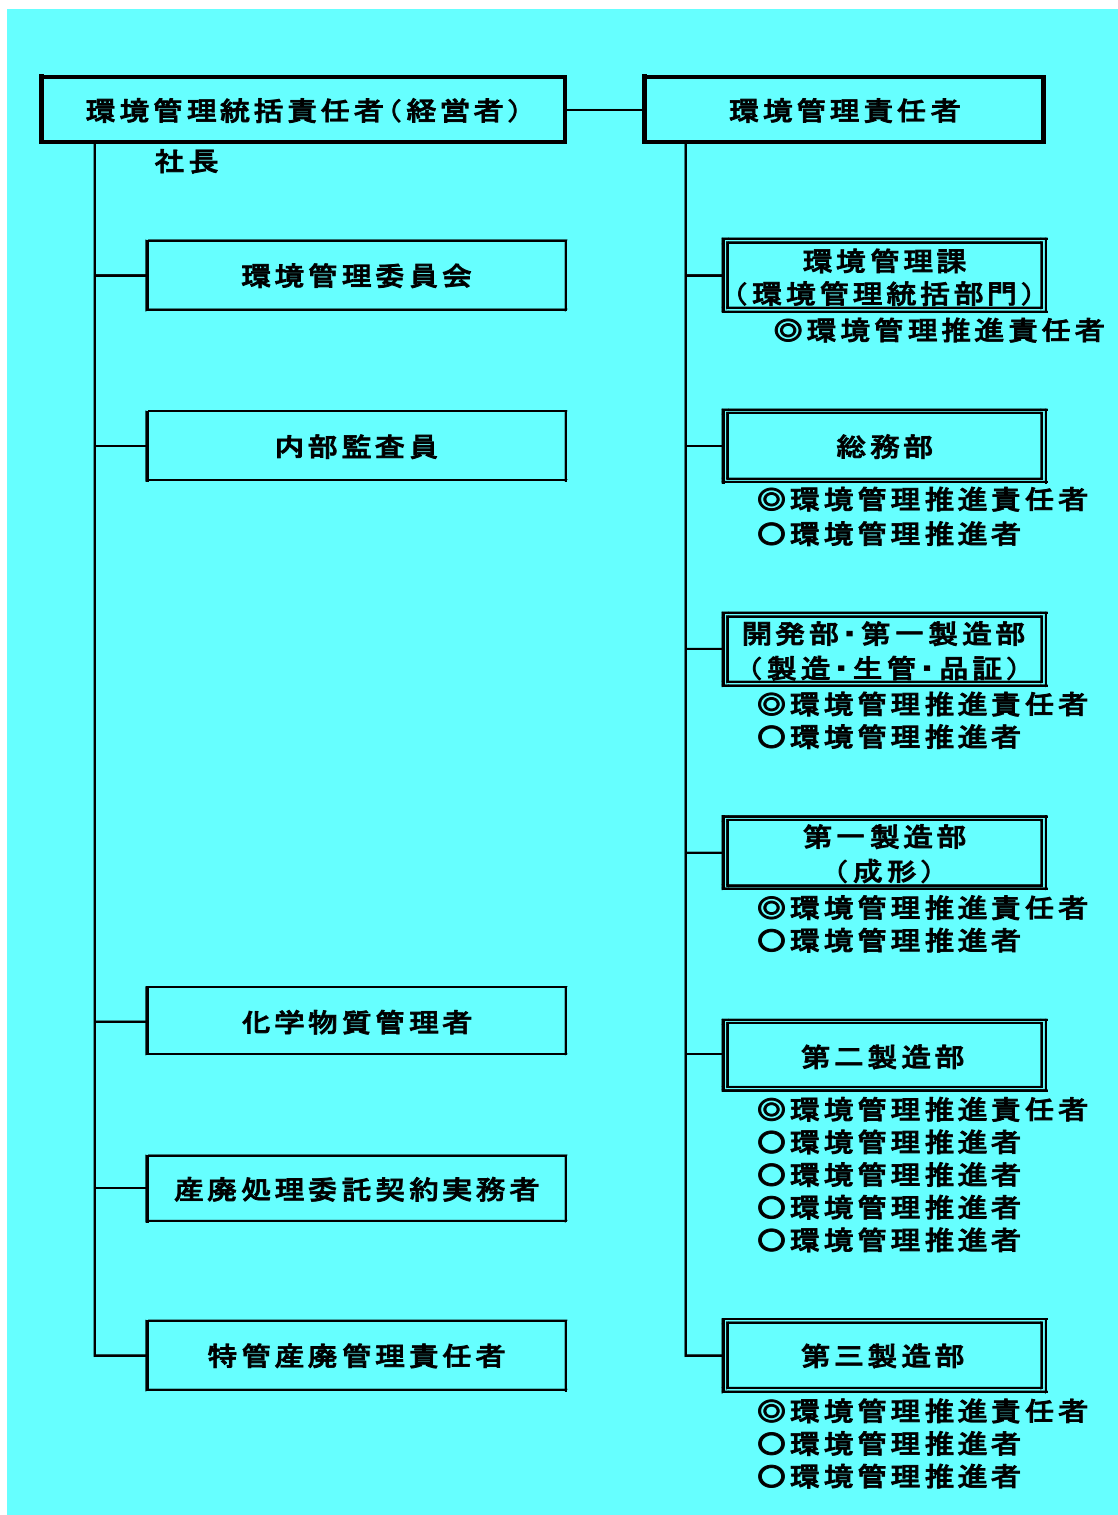 環境管理統括責任者（経営者）
社長
環境管理委員会
内部監査員
化学物質管理者
産廃処理委託契約実務者
特管産廃管理責任者
環境管理責任者
環境管理課
（環境管理統括部門）
◎環境管理推進責任者
総務部
◎環境管理推進責任者
○環境管理推進者
開発部・第一製造部
（製造・生管・品証）
◎環境管理推進責任者
○環境管理推進者
第一製造部
（成形）
◎環境管理推進責任者
○環境管理推進者
第二製造部
◎環境管理推進責任者
○環境管理推進者
○環境管理推進者
○環境管理推進者
○環境管理推進者
第三製造部
◎環境管理推進責任者
○環境管理推進者
○環境管理推進者